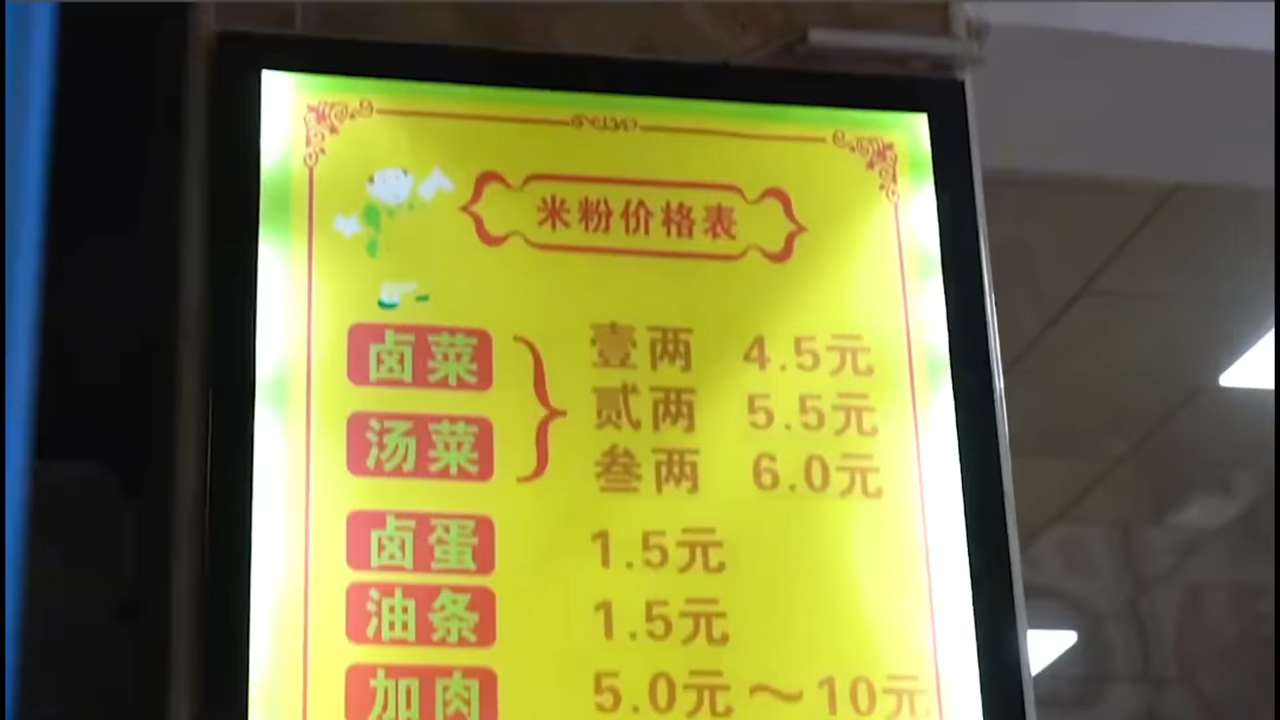 米粉价格表
卤菜 壹两 4.5元
贰两 5.5元
汤菜 叁两 6.0元
卤蛋 1.5元
油条 1.5元
加肉 5.0元～10元